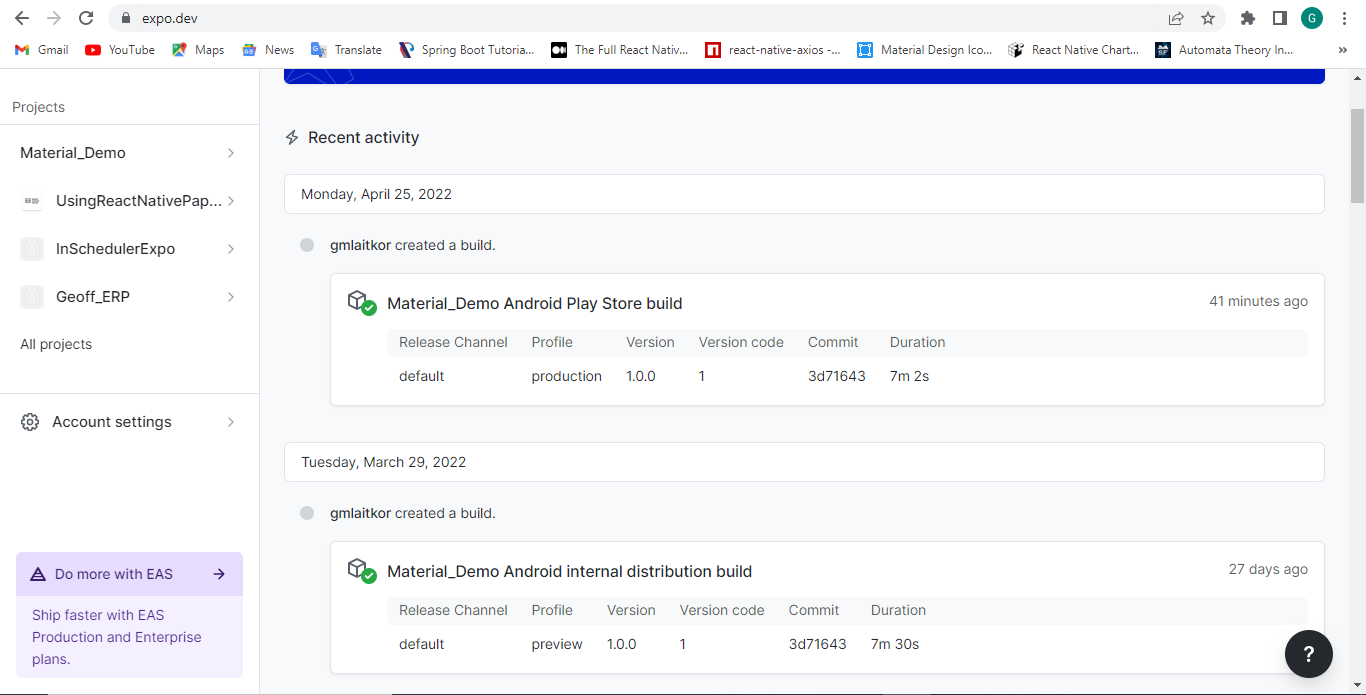 expo.dev
G
Gmail YouTube Maps News Translate Spring Boot Tutoria... The Full React Nativ... react-native-axios -... Material Design Ico... React Native Chart... Automata Theory In... »
Projects
Material_Demo
UsingReactNativePap...
InSchedulerExpo
Geoff_ERP
All projects
Account settings
Do more with EAS
Ship faster with EAS
Production and Enterprise
plans.
Recent activity
Monday, April 25, 2022
gmlaitkor created a build.
Material_Demo Android Play Store build 41 minutes ago
Release Channel Profile Version Version code Commit Duration
default production 1.0.0 1 3d71643 7m 2s
Tuesday, March 29, 2022
gmlaitkor created a build.
Material_Demo Android internal distribution build 27 days ago
Release Channel Profile Version Version code Commit Duration
default preview 1.0.0 1 3d71643 7m 30s
?